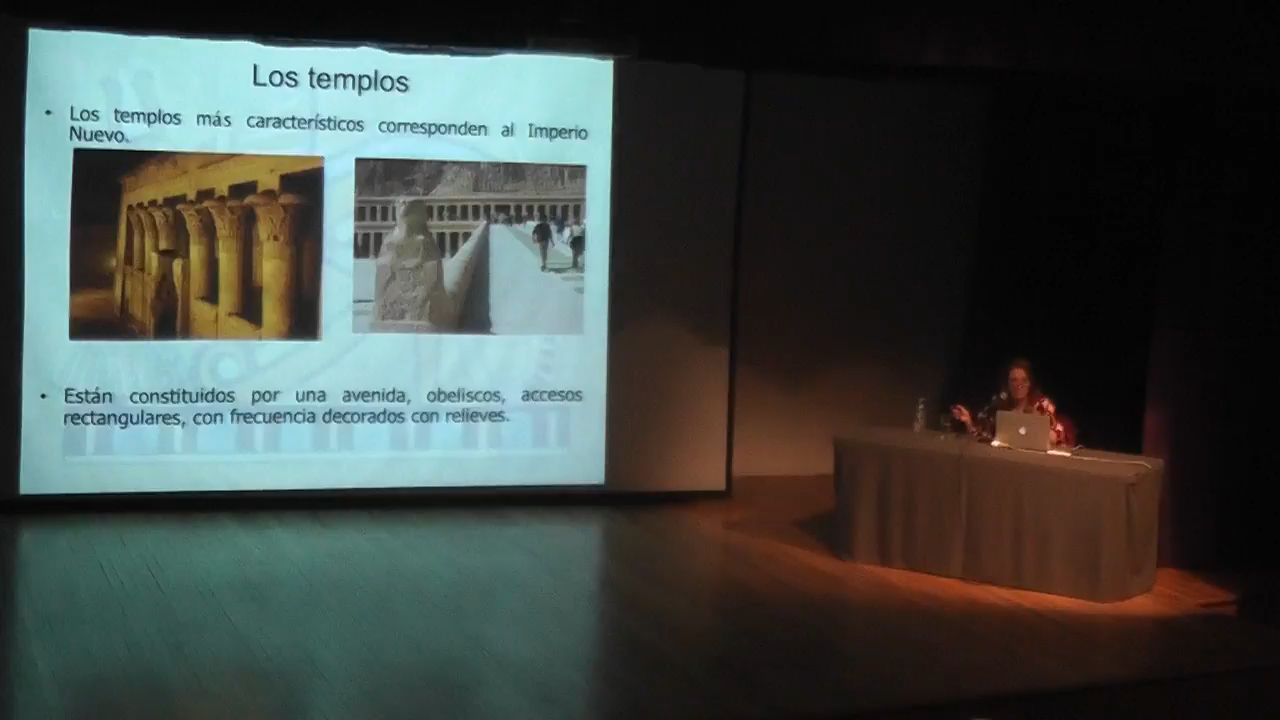 Los templos
• Los templos más característicos corresponden al Imperio
Nuevo.
• Están constituidos por una avenida, obeliscos, accesos
rectangulares, con frecuencia decorados con relieves.